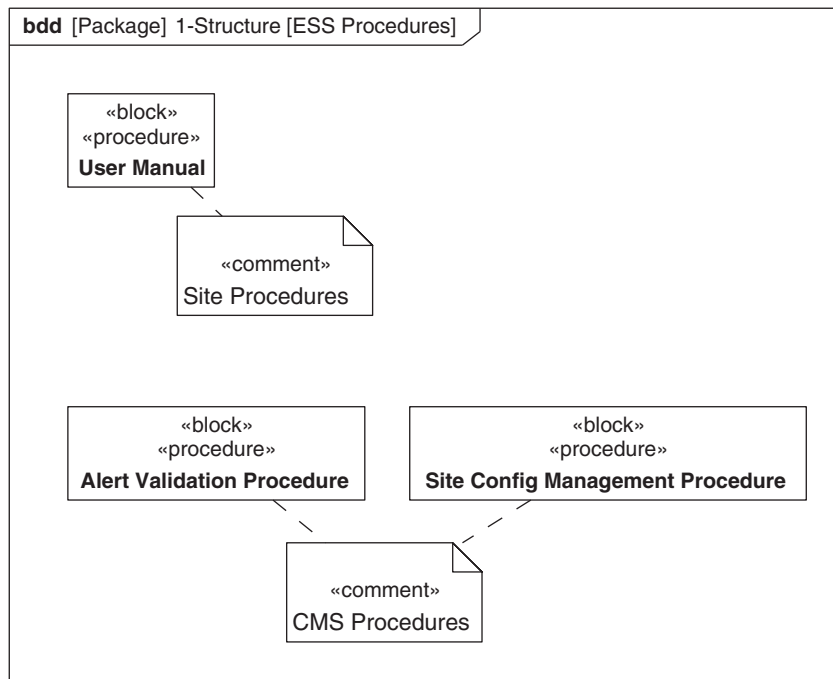 bdd [Package] 1-Structure [ESS Procedures]
«block»
«procedure»
User Manual
«comment»
Site Procedures
«block»
«procedure»
Alert Validation Procedure
«block»
«procedure»
Site Config Management Procedure
«comment»
CMS Procedures